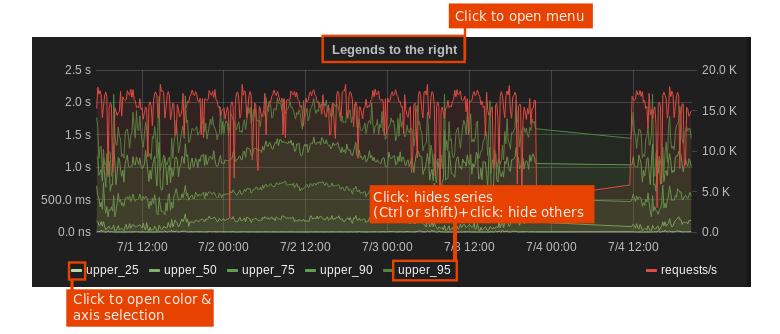 Click to open menu
Legends to the right
2.5 s
2.0 s
1.5 s
1.0 s
500.0 ms
0.0 ns
20.0 K
15.0 K
10.0 K
5.0 K
0.0
Click: hides series
(Ctrl or shift)+click: hide others
7/1 12:00 7/2 00:00 7/2 12:00 7/3 00:00 7/3 12:00 7/4 00:00 7/4 12:00
upper_25 upper_50 upper_75 upper_90 upper_95 requests/s
Click to open color &
axis selection